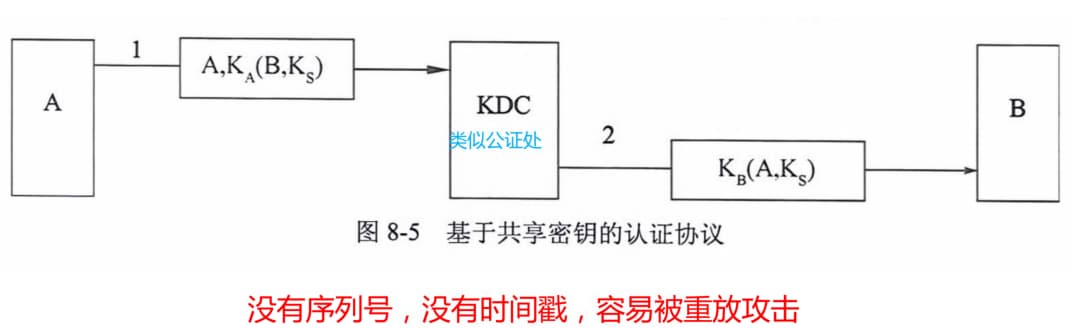 1
A,K_A(B,K_S)
A
KDC
类似公证处
2
B
K_B(A,K_S)
图 8-5 基于共享密钥的认证协议
没有序列号，没有时间戳，容易被重放攻击